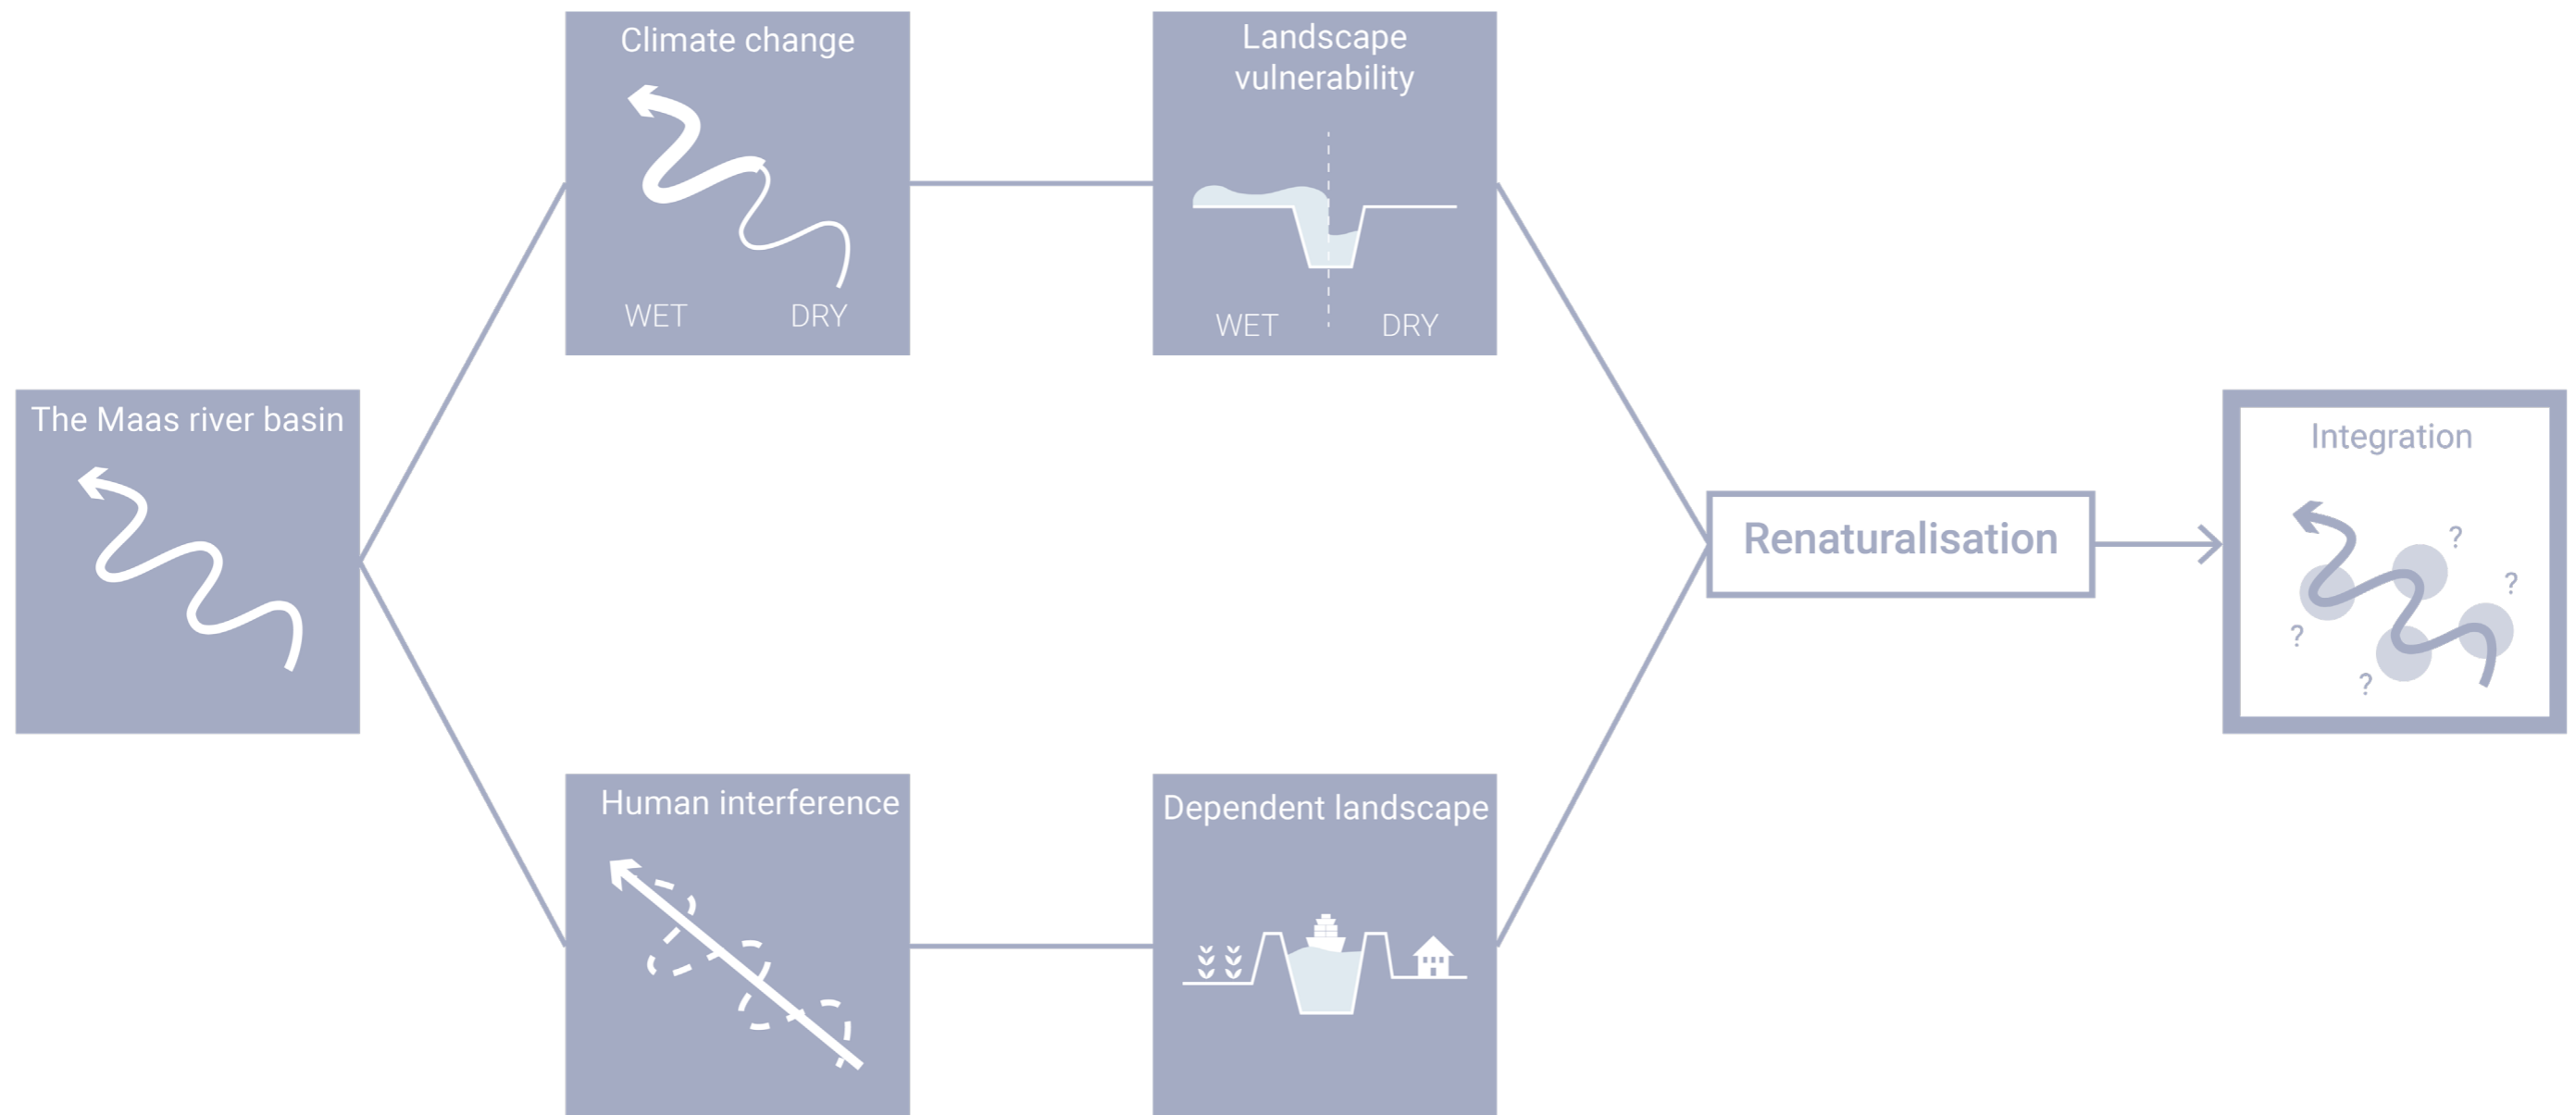 The Maas river basin
Climate change
WET
DRY
Landscape
vulnerability
WET
DRY
Human interference
Dependent landscape
Renaturalisation
Integration
?
?
?
?